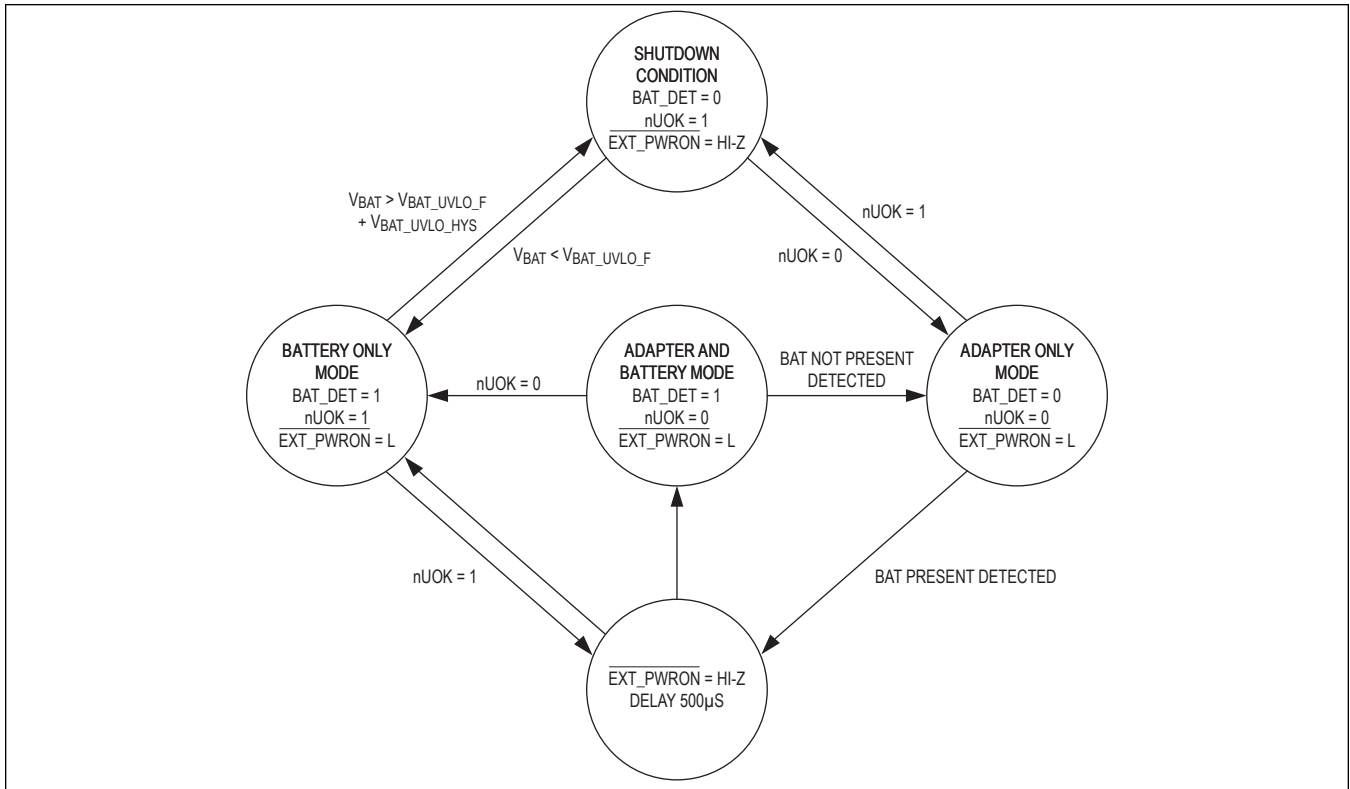 SHUTDOWN
CONDITION
BAT_DET = 0
nUOK = 1
EXT_PWRON = HI-Z
VBAT > VBAT_UVLO_F
+ VBAT_UVLO_HYS
VBAT < VBAT_UVLO_F
nUOK = 1
nUOK = 0
BATTERY ONLY
MODE
BAT_DET = 1
nUOK = 1
EXT_PWRON = L
nUOK = 0
ADAPTER AND
BATTERY MODE
BAT_DET = 1
nUOK = 0
EXT_PWRON = L
BAT NOT PRESENT
DETECTED
ADAPTER ONLY
MODE
BAT_DET = 0
nUOK = 0
EXT_PWRON = L
nUOK = 1
BAT PRESENT DETECTED
EXT_PWRON = HI-Z
DELAY 500µS